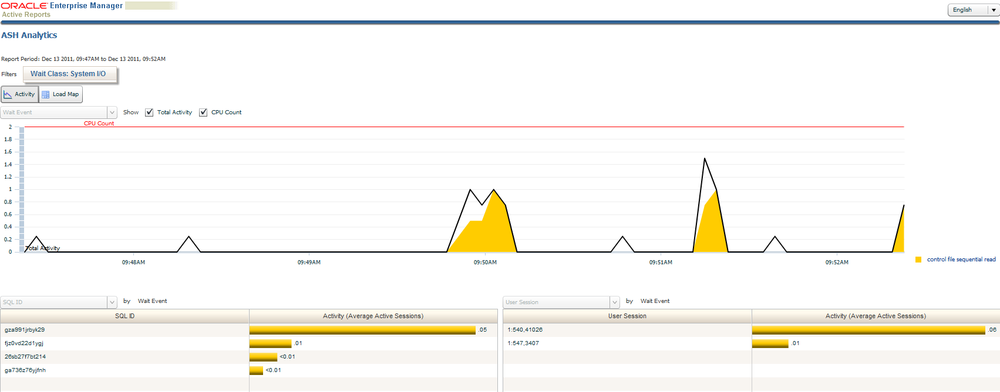 ORACLE Enterprise Manager
Active Reports
English
ASH Analytics
Report Period: Dec 13 2011, 09:47AM to Dec 13 2011, 09:52AM
Filters Wait Class: System I/O
Activity Load Map
Wait Event Show Total Activity CPU Count
CPU Count
2
1.8
1.6
1.4
1.2
1
0.8
0.6
0.4
0.2
0
Total Activity
09:48AM 09:49AM 09:50AM 09:51AM 09:52AM
control file sequential read
SQL ID by Wait Event
SQL ID Activity (Average Active Sessions)
gza991jrbyk29 .05
fjz0vd22d1ygj .01
26sb27f7bt214 <0.01
ga736z76yjfnh <0.01
User Session by Wait Event
User Session Activity (Average Active Sessions)
1:540,41026 .06
1:547,3407 .01